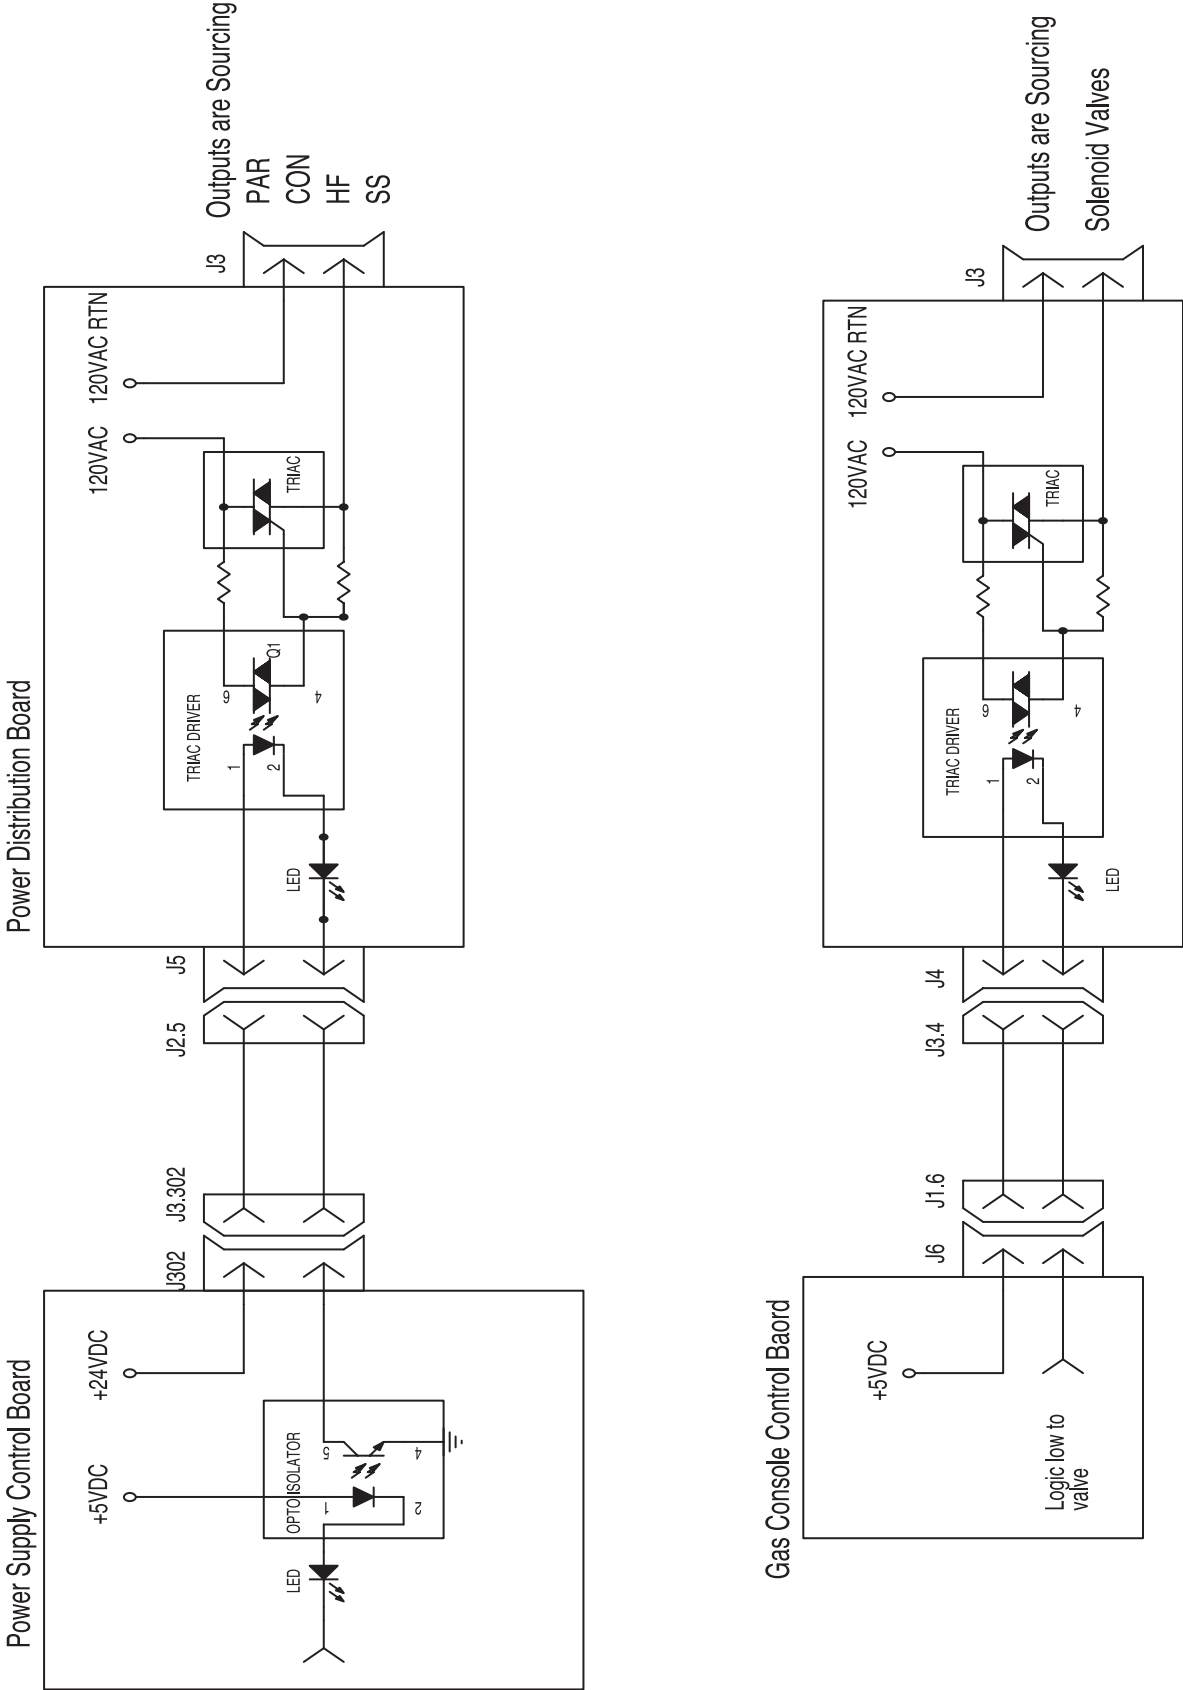 Power Supply Control Board
+5VDC
+24VDC
LED
OPTOISOLATOR
1
2
5
4
J302
J3.302
J2.5
J5
Power Distribution Board
LED
TRIAC DRIVER
1
2
6
4
Q1
TRIAC
120VAC
120VAC RTN
J3
Outputs are Sourcing
PAR
CON
HF
SS
Gas Console Control Baord
+5VDC
Logic low to
valve
J6
J1.6
J3.4
J4
LED
TRIAC DRIVER
1
2
6
4
TRIAC
120VAC
120VAC RTN
J3
Outputs are Sourcing
Solenoid Valves